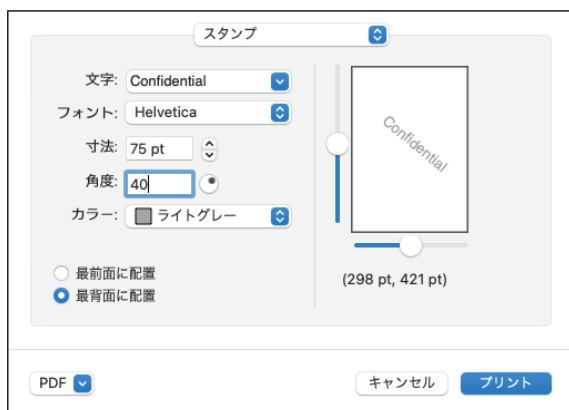 スタンプ
文字: Confidential
フォント: Helvetica
寸法: 75 pt
角度: 40
カラー: ライトグレー
最前面に配置
最背面に配置
Confidential
(298 pt, 421 pt)
PDF
キャンセル
プリント